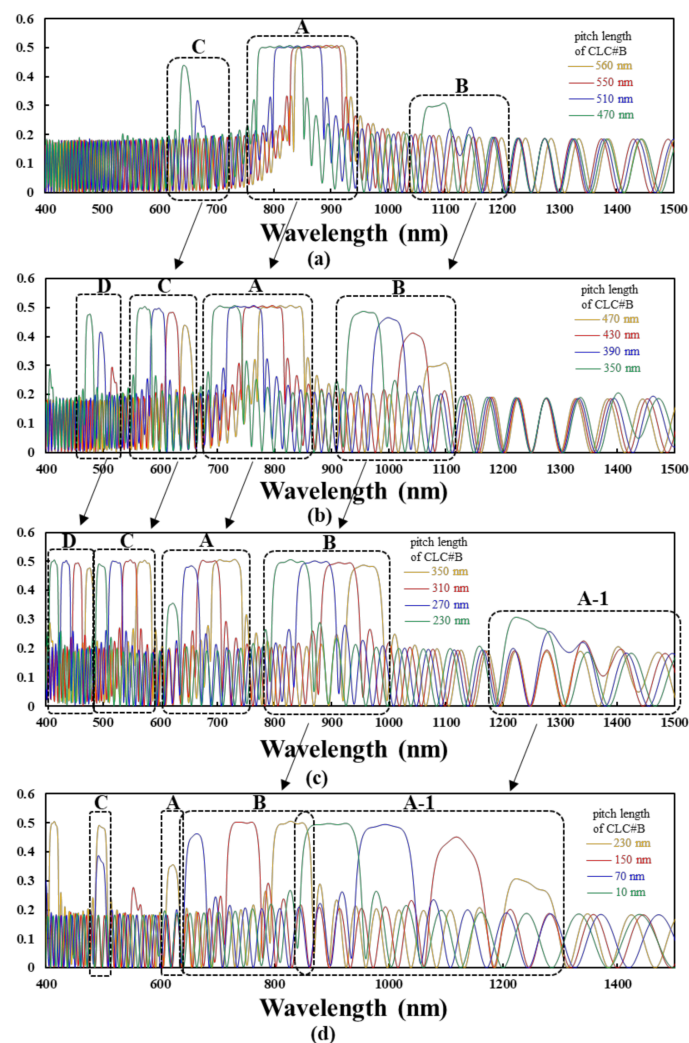 A
C
B
pitch length
of CLC#B
560 nm
550 nm
510 nm
470 nm
0.6
0.5
0.4
0.3
0.2
0.1
0
400 500 600 700 800 900 1000 1100 1200 1300 1400 1500
Wavelength (nm)
(a)
D C A B
pitch length
of CLC#B
470 nm
430 nm
390 nm
350 nm
0.6
0.5
0.4
0.3
0.2
0.1
0
400 500 600 700 800 900 1000 1100 1200 1300 1400 1500
Wavelength (nm)
(b)
D C A B
A-1
pitch length
of CLC#B
350 nm
310 nm
270 nm
230 nm
0.6
0.5
0.4
0.3
0.2
0.1
0
400 500 600 700 800 900 1000 1100 1200 1300 1400 1500
Wavelength (nm)
(c)
C A B A-1
pitch length
of CLC#B
230 nm
150 nm
70 nm
10 nm
0.6
0.5
0.4
0.3
0.2
0.1
0
400 500 600 700 800 900 1000 1100 1200 1300 1400 1500
Wavelength (nm)
(d)